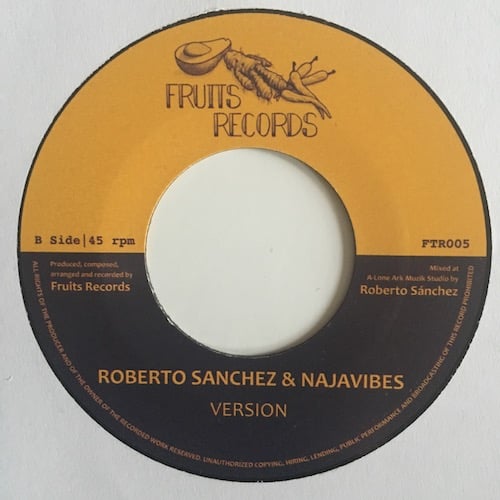 FRUITS
RECORDS
B Side|45 rpm
FTR005
Produced, composed,
arranged and recorded by
Fruits Records
Mixed at
A-Lone Ark Muzik Studio by
Roberto Sánchez
ROBERTO SANCHEZ & NAJAVIBES
VERSION
ALL RIGHTS OF THE PRODUCER AND OF THE OWNER OF THE RECORDED WORK RESERVED. UNAUTHORIZED COPYING, HIRING, LENDING, PUBLIC PERFORMANCE AND BROADCASTING OF THIS RECORD PROHIBITED